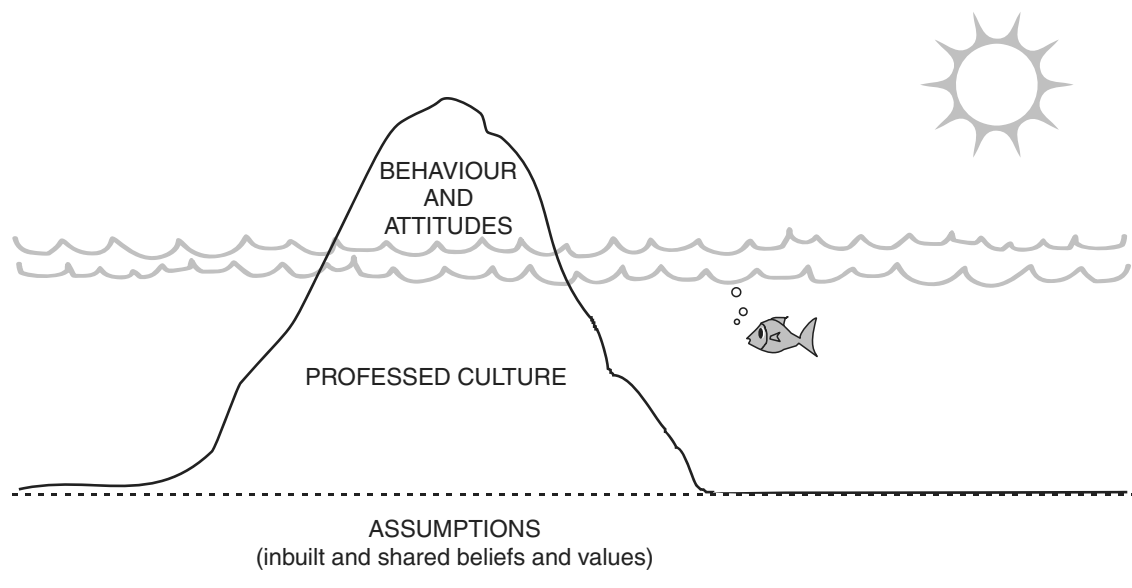 BEHAVIOUR
AND
ATTITUDES
PROFESSED CULTURE
ASSUMPTIONS
(inbuilt and shared beliefs and values)